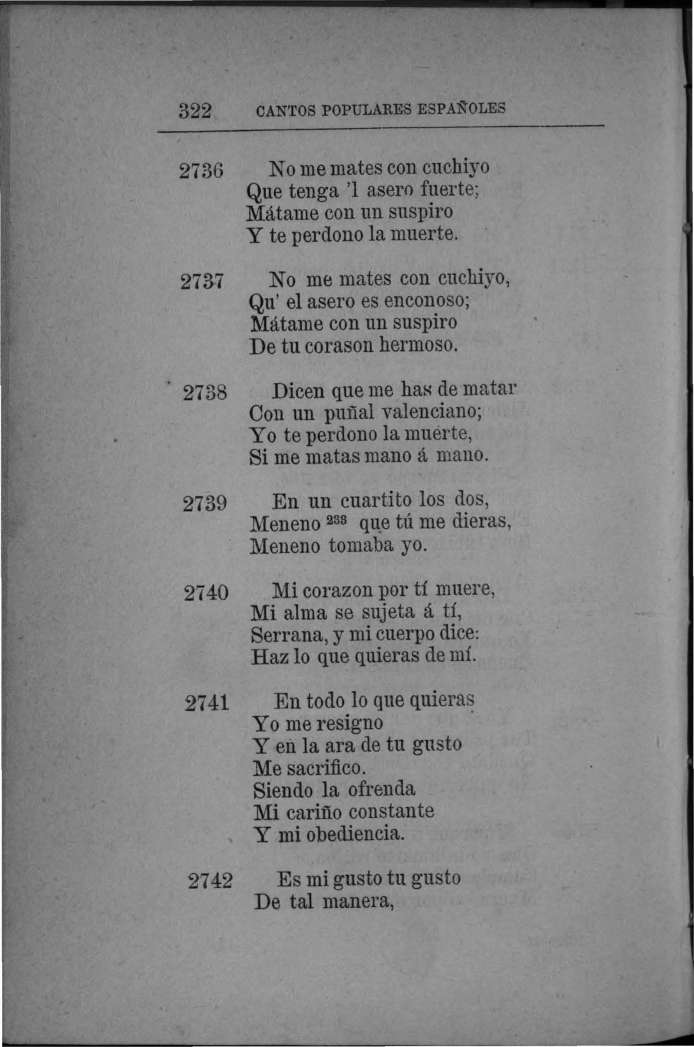 322 CANTOS POPULARES ESPAÑOLES
2736 No me mates con cuchiyo
Que tenga 'l asero fuerte;
Mátame con un suspiro
Y te perdono la muerte.
2737 No me mates con cuchiyo,
Qu' el asero es enconoso;
Mátame con un suspiro
De tu corason hermoso.
2738 Dicen que me has de matar
Con un puñal valenciano;
Yo te perdono la muerte,
Si me matas mano á mano.
2739 En un cuartito los dos,
Meneno 233 que tú me dieras,
Meneno tomaba yo.
2740 Mi corazon por tí muere,
Mi alma se sujeta á tí,
Serrana, y mi cuerpo dice:
Haz lo que quieras de mí.
2741 En todo lo que quieras
Yo me resigno
Y en la ara de tu gusto
Me sacrifico.
Siendo la ofrenda
Mi cariño constante
Y mi obediencia.
2742 Es mi gusto tu gusto
De tal manera,